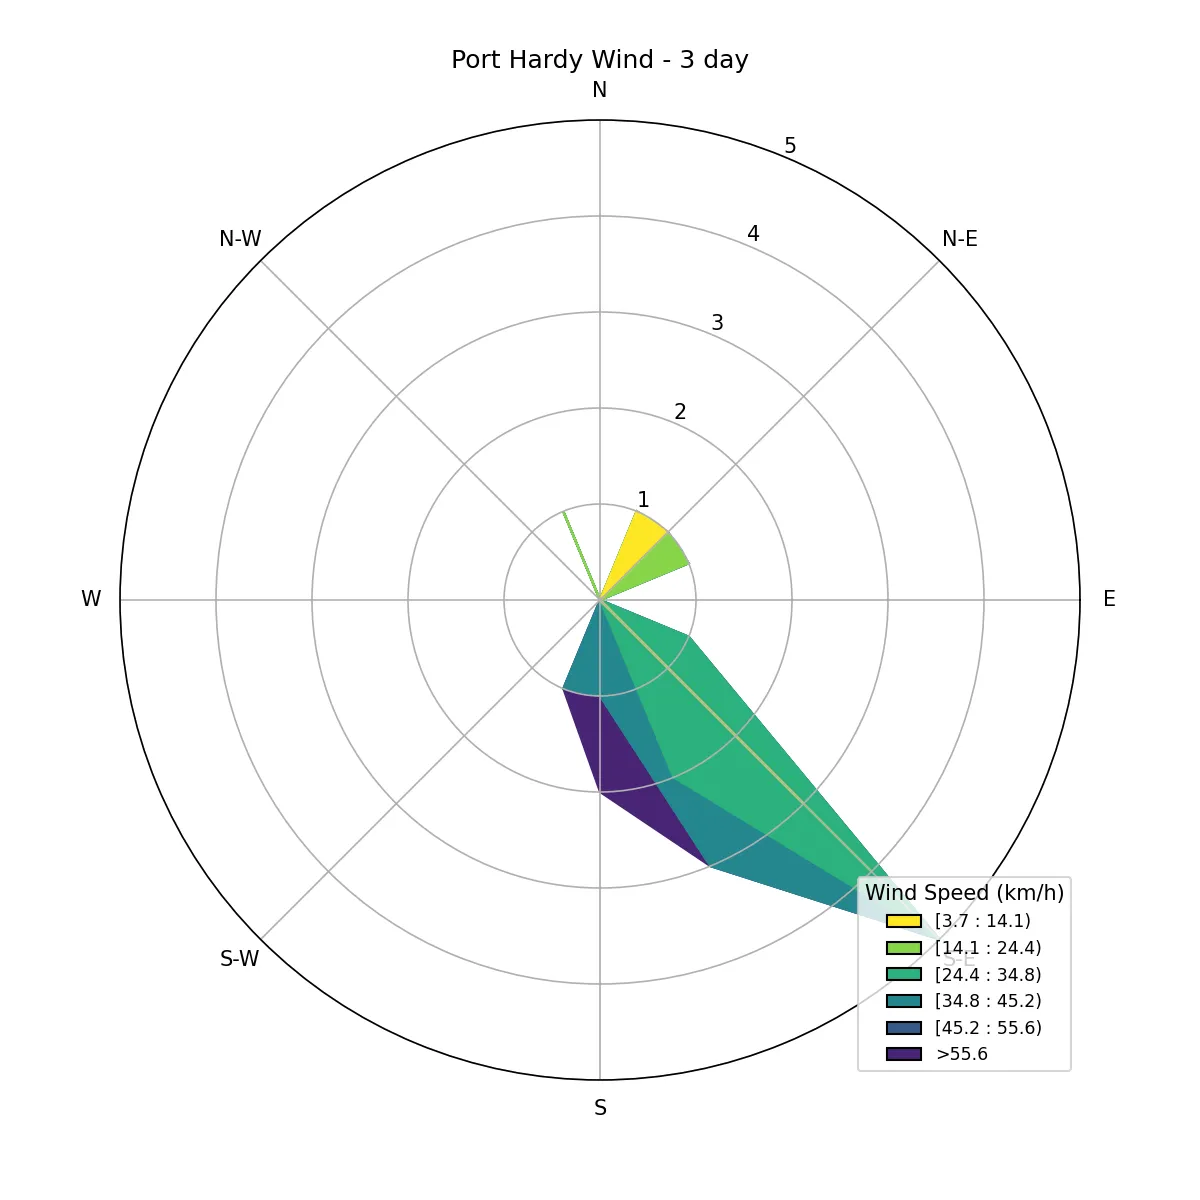 Port Hardy Wind - 3 day
N
5
N-W
N-E
4
3
2
1
W
E
Wind Speed (km/h)
[3.7 : 14.1)
[14.1 : 24.4)
S-W
S-E
[24.4 : 34.8)
[34.8 : 45.2)
[45.2 : 55.6)
>55.6
S